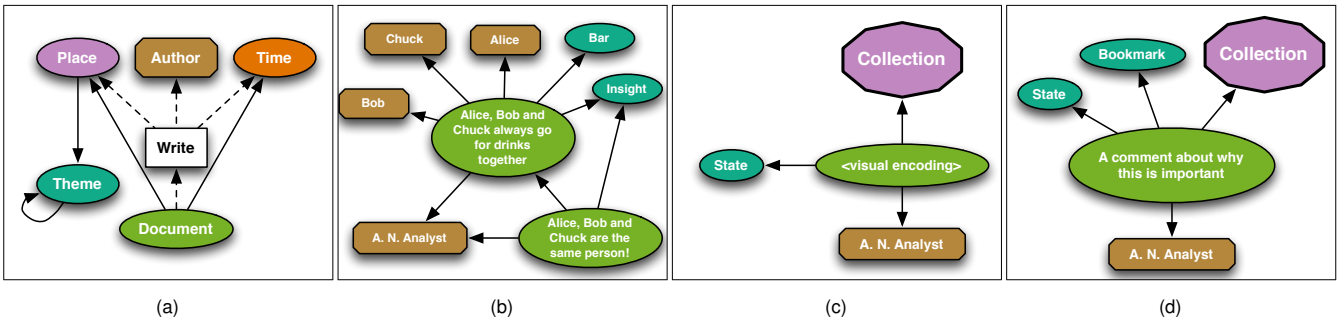 Place
Author
Time
Write
Theme
Document
(a)
Chuck
Alice
Bar
Insight
Bob
Alice, Bob and
Chuck always go
for drinks
together
A. N. Analyst
Alice, Bob and
Chuck are the
same person!
(b)
Collection
State
<visual encoding>
A. N. Analyst
(c)
Collection
Bookmark
State
A comment about why
this is important
A. N. Analyst
(d)